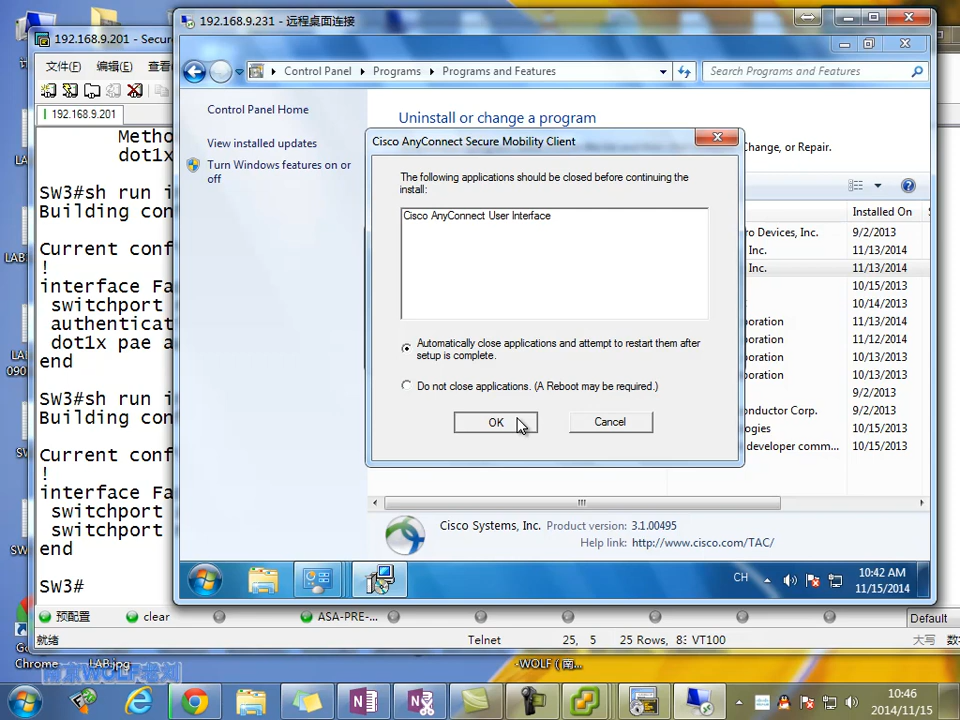 192.168.9.231 - 远程桌面连接
192.168.9.201 - Secure
文件(F) 编辑(E) 查看
192.168.9.201
Metho
dot1x
SW3#sh run i
Building con
Current conf
!
interface Fa
switchport
authenticat
dot1x pae a
end
SW3#sh run i
Building con
Current conf
!
interface Fa
switchport
switchport
end
SW3#
Control Panel Programs Programs and Features
Search Programs and Features
Control Panel Home
View installed updates
Turn Windows features on or
off
Uninstall or change a program
Change, or Repair.
Installed On
ro Devices, Inc. 9/2/2013
Inc. 11/13/2014
Inc. 11/13/2014
10/15/2013
10/14/2013
oration 11/13/2014
oration 11/12/2014
oration 11/13/2014
oration 10/13/2014
9/2/2013
onductor Corp. 9/2/2013
ogies 10/15/2013
developer comm... 10/15/2013
Cisco AnyConnect Secure Mobility Client
The following applications should be closed before continuing the
install:
Cisco AnyConnect User Interface
Automatically close applications and attempt to restart them after
setup is complete.
Do not close applications. (A Reboot may be required.)
OK Cancel
Cisco Systems, Inc. Product version: 3.1.00495
Help link: http://www.cisco.com/TAC/
CH
10:42 AM
11/15/2014
预配置 clear ASA-PRE-... Default
就绪 Telnet 25, 5 25 Rows, 83 VT100 大写
Chrome LAB.jpg
-WOLF（南...
10:46
2014/11/15